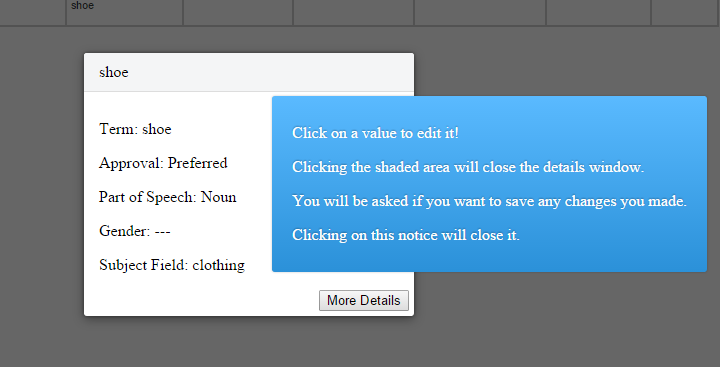 shoe
shoe
Term: shoe
Approval: Preferred
Part of Speech: Noun
Gender: ---
Subject Field: clothing
More Details
Click on a value to edit it!
Clicking the shaded area will close the details window.
You will be asked if you want to save any changes you made.
Clicking on this notice will close it.